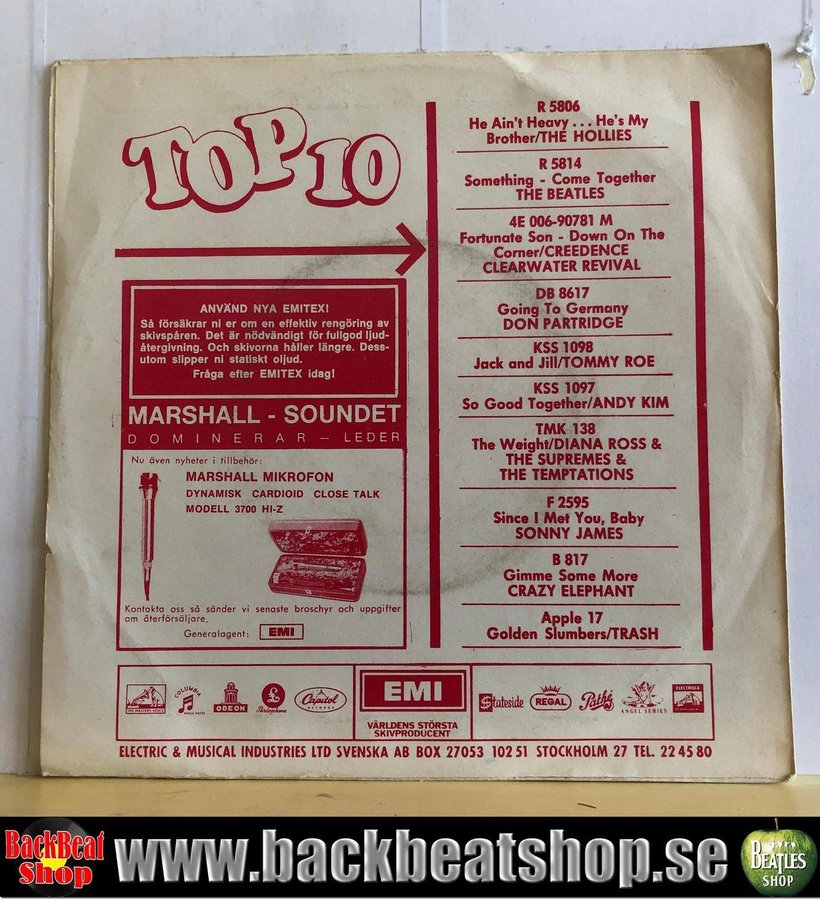 TOP 10
R 5806
He Ain't Heavy . . . He's My
Brother/THE HOLLIES
R 5814
Something - Come Together
THE BEATLES
4E 006-90781 M
Fortunate Son - Down On The
Corner/CREEDENCE
CLEARWATER REVIVAL
DB 8617
Going To Germany
DON PARTRIDGE
KSS 1098
Jack and Jill/TOMMY ROE
KSS 1097
So Good Together/ANDY KIM
TMK 138
The Weight/DIANA ROSS &
THE SUPREMES &
THE TEMPTATIONS
F 2595
Since I Met You, Baby
SONNY JAMES
B 817
Gimme Some More
CRAZY ELEPHANT
Apple 17
Golden Slumbers/TRASH
ANVÄND NYA EMITEX!
Så försäkrar ni er om en effektiv rengöring av
skivspåren. Det är nödvändigt för fullgod ljud-
återgivning. Och skivorna håller längre. Dess-
utom slipper ni statiskt oljud.
Fråga efter EMITEX idag!
MARSHALL - SOUNDET
DOMINERAR – LEDER
Nu även nyheter i tillbehör:
MARSHALL MIKROFON
DYNAMISK CARDIOID CLOSE TALK
MODELL 3700 HI-Z
Kontakta oss så sänder vi senaste broschyr och uppgifter
om återförsäljare.
Generalagent: EMI
HIS MASTER'S VOICE
COLUMBIA
MAGIC NOTES
ODEON
Parlophone
Capitol
RECORDS
EMI
VÄRLDENS STÖRSTA
SKIVPRODUCENT
Stateside
REGAL
Pathé
ANGEL SERIES
ELECTROLA
ELECTRIC & MUSICAL INDUSTRIES LTD SVENSKA AB BOX 27053 102 51 STOCKHOLM 27 TEL. 22 45 80
BackBeat
Shop
www.backbeatshop.se
BEATLES
SHOP